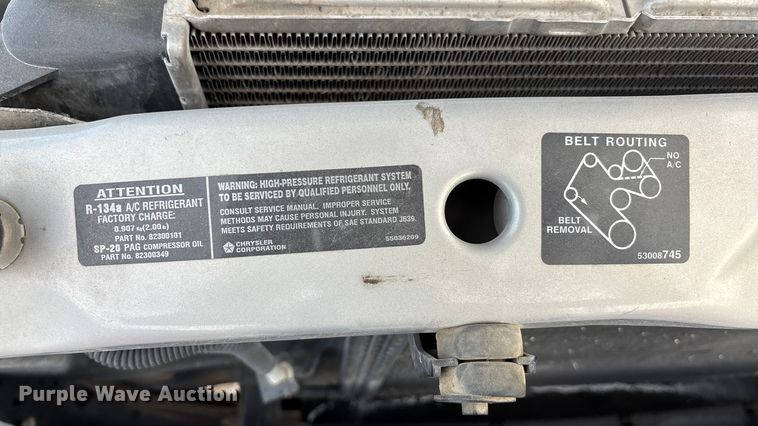 ATTENTION
R-134a A/C REFRIGERANT
FACTORY CHARGE:
0.907 KG(2.00 lb)
PART No. 82300101
SP-20 PAG COMPRESSOR OIL
PART No. 82300349
WARNING: HIGH-PRESSURE REFRIGERANT SYSTEM
TO BE SERVICED BY QUALIFIED PERSONNEL ONLY.
CONSULT SERVICE MANUAL. IMPROPER SERVICE
METHODS MAY CAUSE PERSONAL INJURY. SYSTEM
MEETS SAFETY REQUIREMENTS OF SAE STANDARD J639.
CHRYSLER
CORPORATION
55036269
BELT ROUTING
NO
A/C
BELT
REMOVAL
53008745
Purple Wave Auction